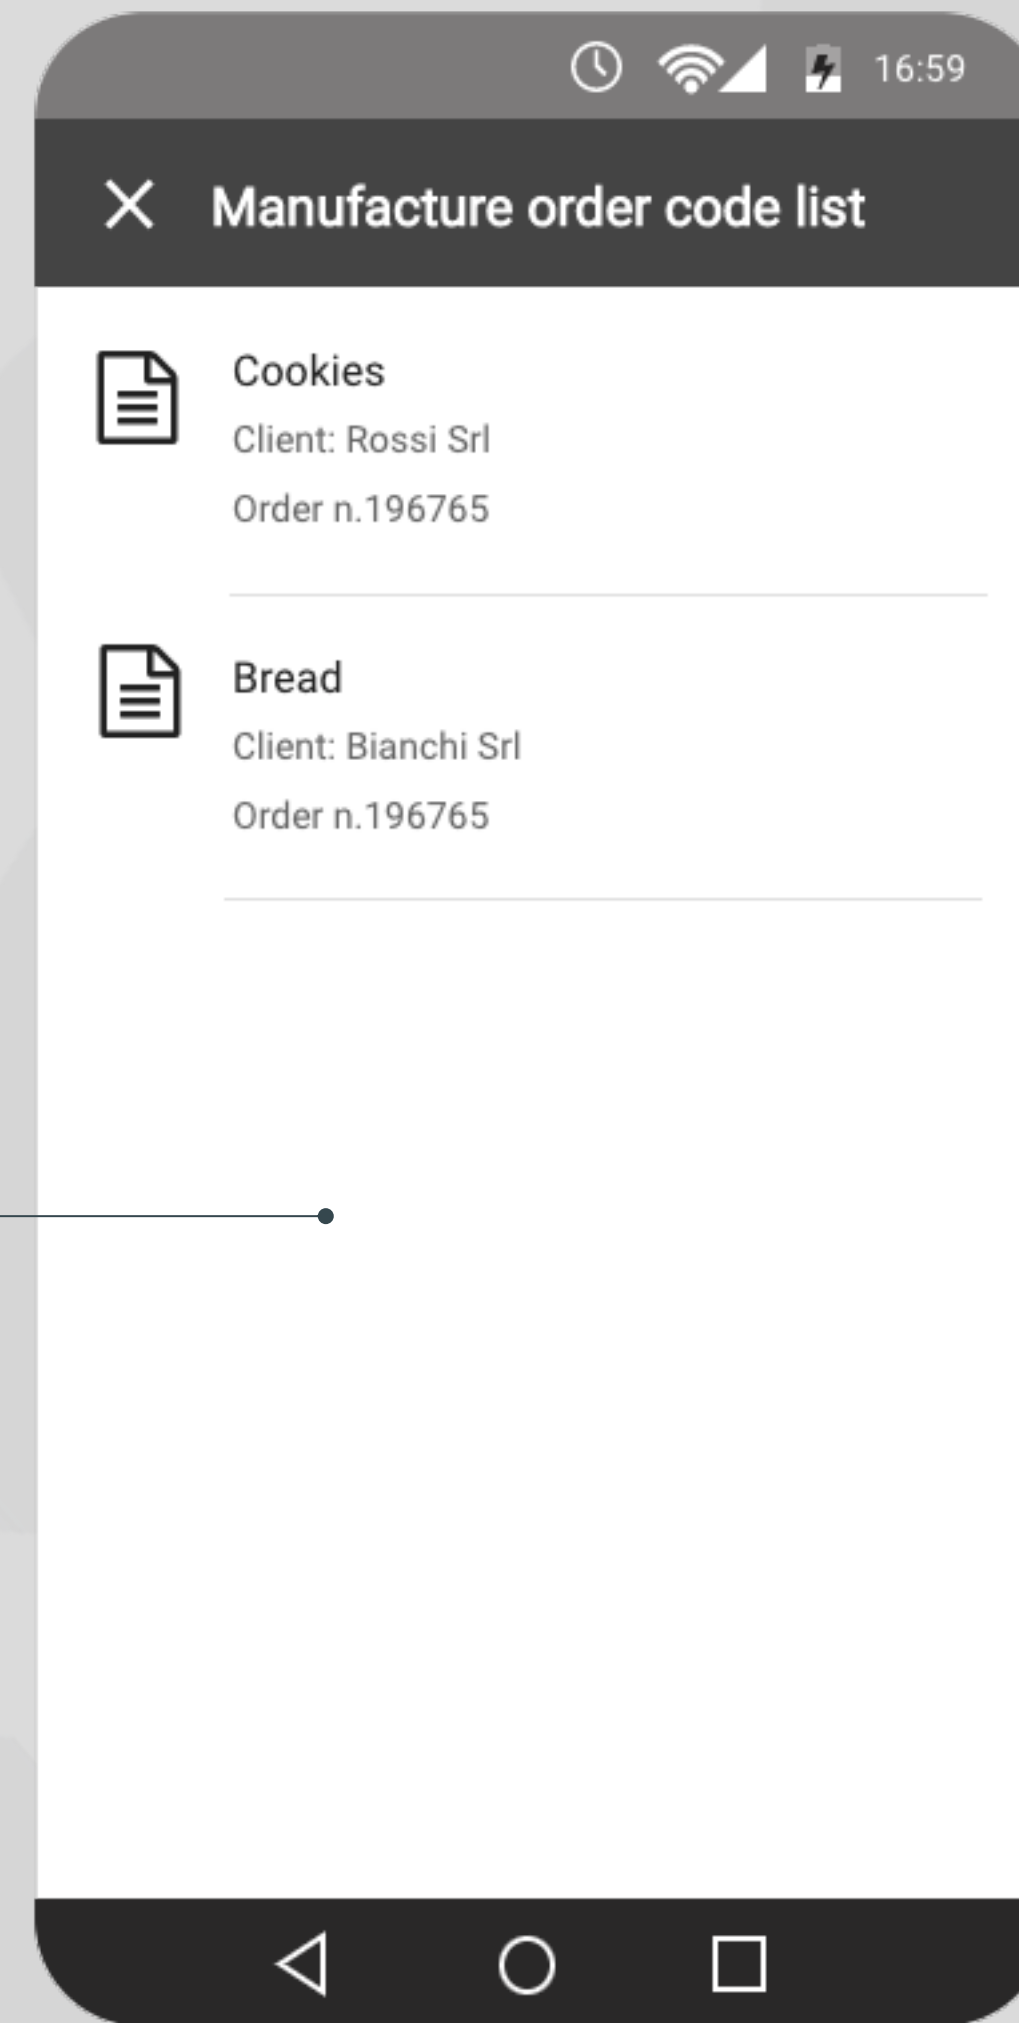 16:59
Manufacture order code list
Cookies
Client: Rossi Srl
Order n.196765
Bread
Client: Bianchi Srl
Order n.196765